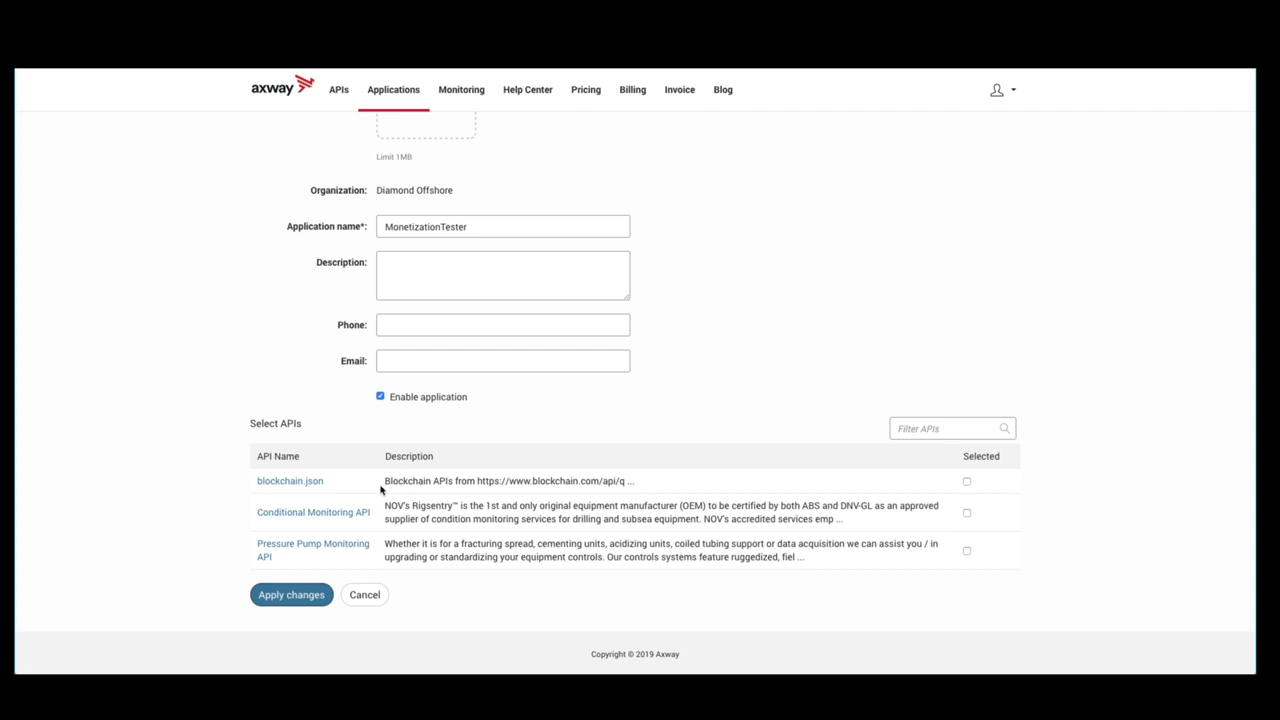 axway APIs Applications Monitoring Help Center Pricing Billing Invoice Blog
Limit 1MB
Organization: Diamond Offshore
Application name*: MonetizationTester
Description:
Phone:
Email:
Enable application
Select APIs
Filter APIs
API Name Description Selected
blockchain.json Blockchain APIs from https://www.blockchain.com/api/q ...
Conditional Monitoring API
NOV's Rigsentry™ is the 1st and only original equipment manufacturer (OEM) to be certified by both ABS and DNV-GL as an approved
supplier of condition monitoring services for drilling and subsea equipment. NOV's accredited services emp ...
Pressure Pump Monitoring
API
Whether it is for a fracturing spread, cementing units, acidizing units, coiled tubing support or data acquisition we can assist you / in
upgrading or standardizing your equipment controls. Our controls systems feature ruggedized, fiel ...
Apply changes Cancel
Copyright © 2019 Axway